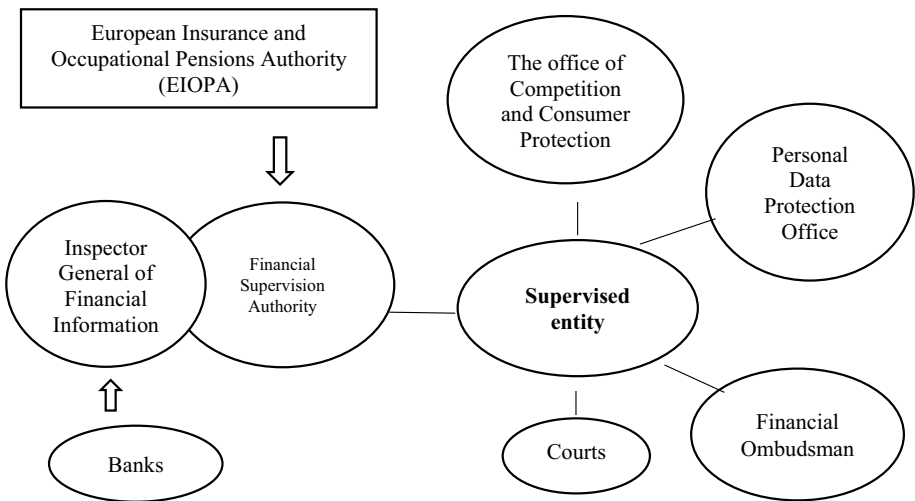 European Insurance and
Occupational Pensions Authority
(EIOPA)
The office of
Competition
and Consumer
Protection
Personal
Data
Protection
Office
Inspector
General of
Financial
Information
Financial
Supervision
Authority
Supervised
entity
Banks
Courts
Financial
Ombudsman